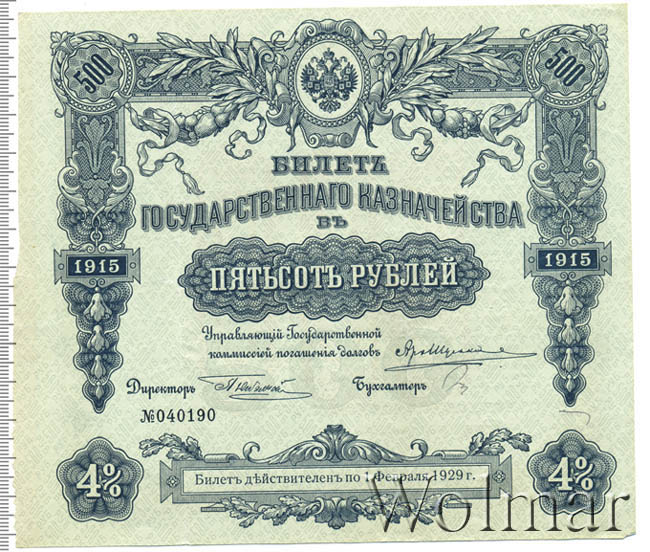 500 500
БИЛЕТЪ
ГОСУДАРСТВЕННАГО КАЗНАЧЕЙСТВА
ВЪ
1915 ПЯТЬСОТЪ РУБЛЕЙ 1915
Управляющій Государственной
коммиссіей погашенія долговъ
Директоръ Бухгалтеръ
№040190
4% 4%
Билетъ дѣйствителенъ по 1 Февраля 1929 г.
Wolmar